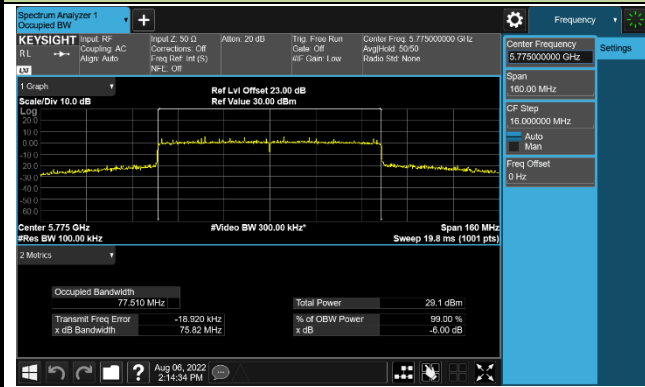 Spectrum Analyzer 1
Occupied BW
Frequency
KEYSIGHT
RL
LXI
Input: RF
Coupling: AC
Align: Auto
Input Z: 50 Ω
Corrections: Off
Freq Ref: Int (S)
NFE: Off
Atten: 20 dB
Trig: Free Run
Gate: Off
#IF Gain: Low
Center Freq: 5.775000000 GHz
Avg|Hold: 50/50
Radio Std: None
Center Frequency
5.775000000 GHz
Settings
Span
160.00 MHz
CF Step
16.000000 MHz
Auto
Man
Freq Offset
0 Hz
1 Graph
Scale/Div 10.0 dB
Ref Lvl Offset 23.00 dB
Ref Value 30.00 dBm
Log
20.0
10.0
0.00
-10.0
-20.0
-30.0
-40.0
-50.0
-60.0
Center 5.775 GHz
#Video BW 300.00 kHz*
Span 160 MHz
#Res BW 100.00 kHz
Sweep 19.8 ms (1001 pts)
2 Metrics
Occupied Bandwidth
77.510 MHz
Total Power
29.1 dBm
Transmit Freq Error
-18.920 kHz
% of OBW Power
99.00 %
x dB Bandwidth
75.82 MHz
x dB
-6.00 dB
Aug 06, 2022
2:14:34 PM